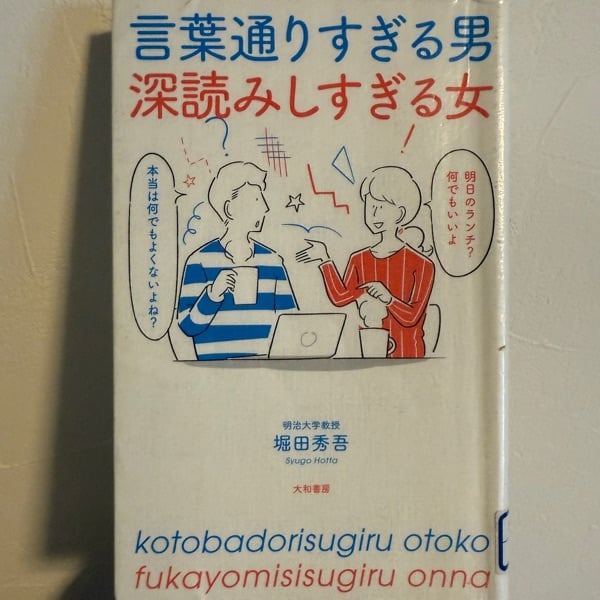 言葉通りすぎる男
深読みしすぎる女
明日のランチ?
何でもいいよ
本当は何でもよくないよね?
明治大学教授
堀田秀吾
Syugo Hotta
大和書房
kotobadorisugiru otoko
fukayomisisugiru onna